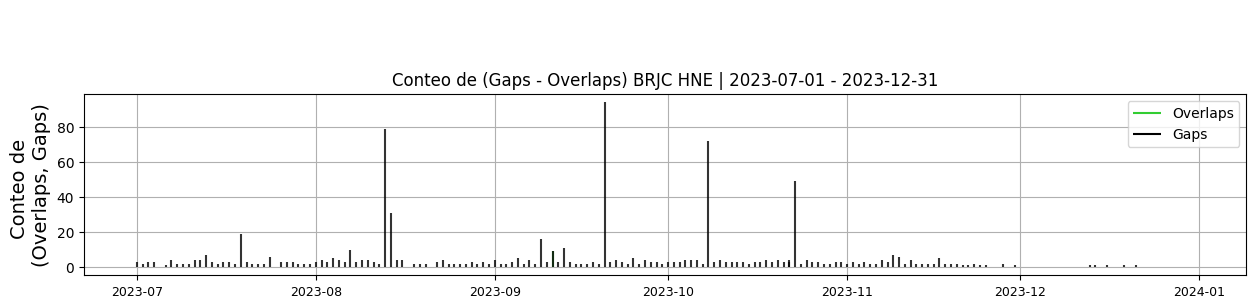 Conteo de (Gaps - Overlaps) BRJC HNE | 2023-07-01 - 2023-12-31
Conteo de
(Overlaps, Gaps)
80
60
40
20
0
Overlaps
Gaps
2023-07
2023-08
2023-09
2023-10
2023-11
2023-12
2024-01